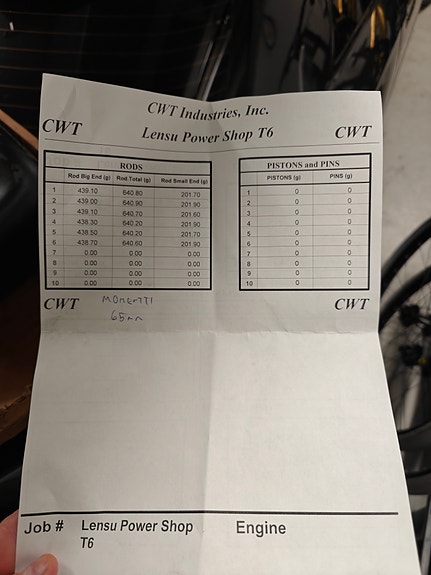 CWT Industries, Inc.
CWT Lensu Power Shop T6 CWT
RODS
Rod Big End (g) Rod Total (g) Rod Small End (g)
1 439.10 640.80 201.70
2 439.00 640.90 201.90
3 439.10 640.70 201.60
4 438.30 640.20 201.90
5 438.50 640.20 201.70
6 438.70 640.60 201.90
7 0.00 0.00 0.00
8 0.00 0.00 0.00
9 0.00 0.00 0.00
10 0.00 0.00 0.00
PISTONS and PINS
PISTONS (g) PINS (g)
1 0 0
2 0 0
3 0 0
4 0 0
5 0 0
6 0 0
7 0 0
8 0 0
9 0 0
10 0 0
CWT CWT
65mm
Job # Lensu Power Shop Engine
T6